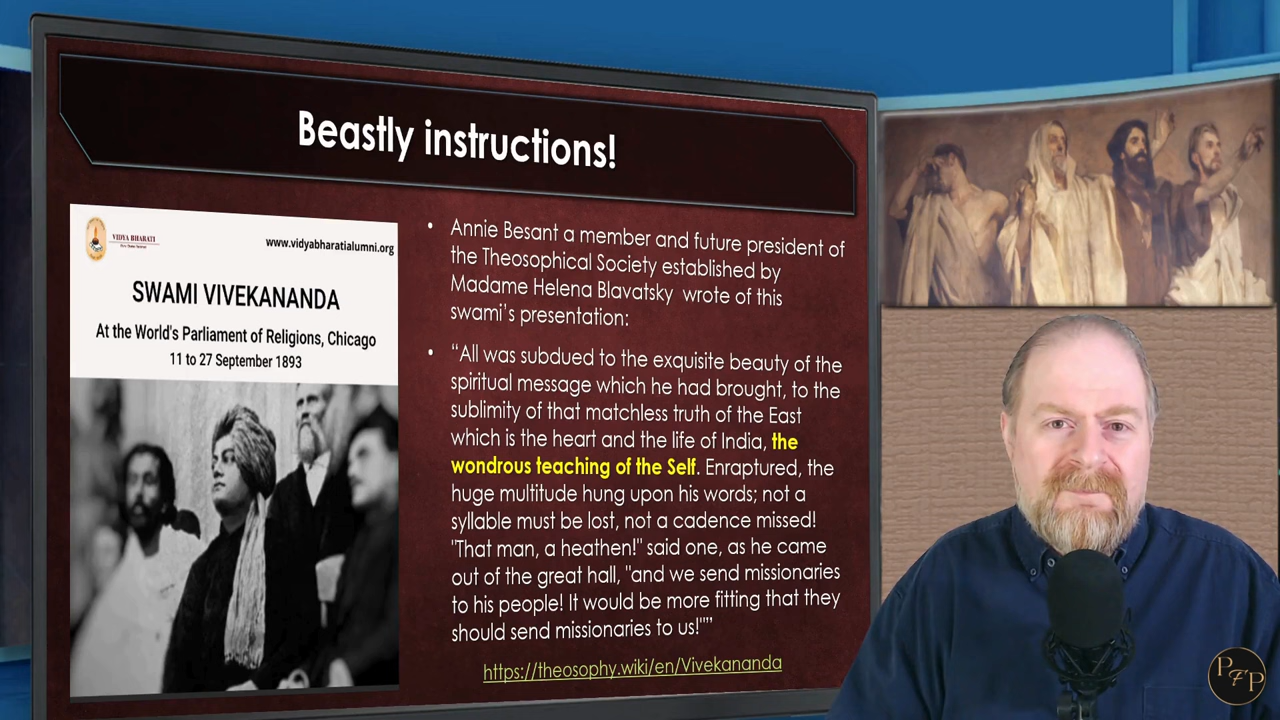 Beastly instructions!
VIDYA BHARATI
www.vidyabharatialumni.org
SWAMI VIVEKANANDA
At the World's Parliament of Religions, Chicago
11 to 27 September 1893
• Annie Besant a member and future president of
the Theosophical Society established by
Madame Helena Blavatsky wrote of this
swami's presentation:
• “All was subdued to the exquisite beauty of the
spiritual message which he had brought, to the
sublimity of that matchless truth of the East
which is the heart and the life of India, the
wondrous teaching of the Self. Enraptured, the
huge multitude hung upon his words; not a
syllable must be lost, not a cadence missed!
"That man, a heathen!" said one, as he came
out of the great hall, "and we send missionaries
to his people! It would be more fitting that they
should send missionaries to us!"”
https://theosophy.wiki/en/Vivekananda
PFP